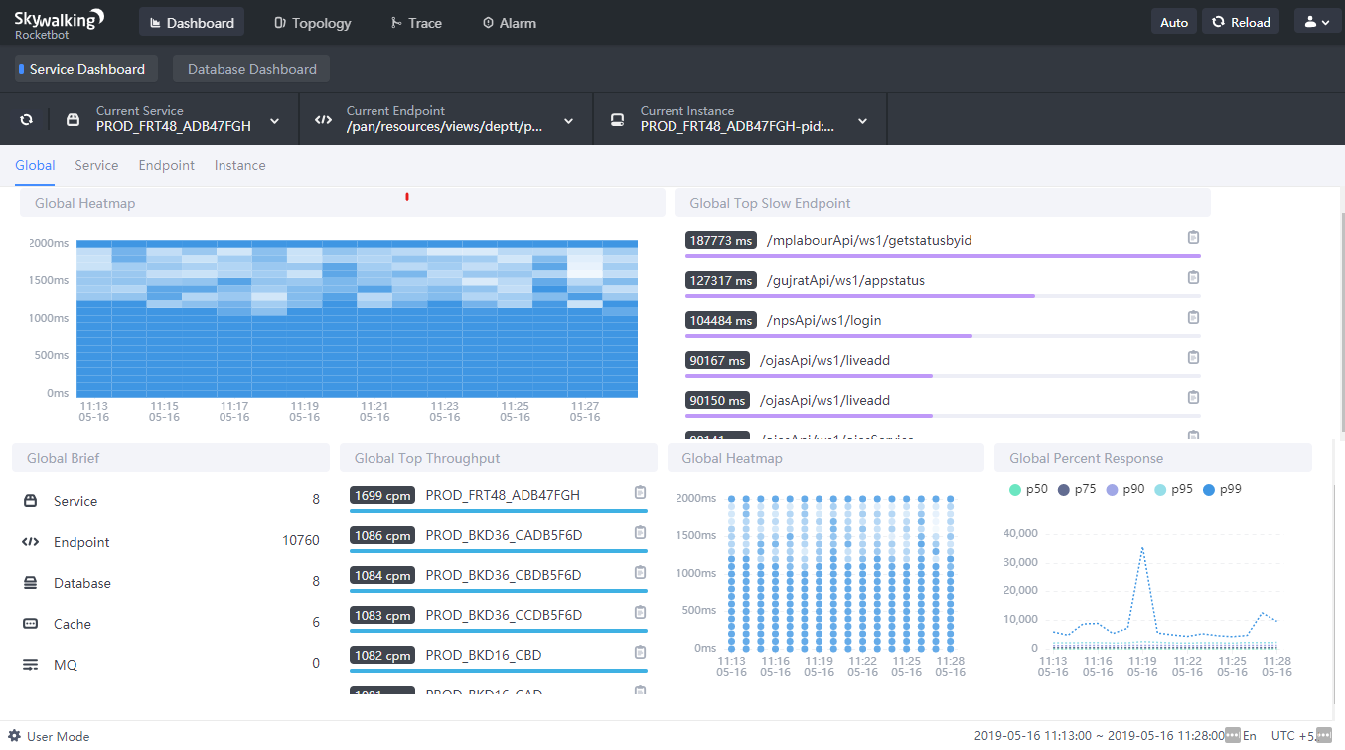 Skywalking
Rocketbot
Dashboard
Topology
Trace
Alarm
Auto
Reload
Service Dashboard
Database Dashboard
Current Service
PROD_FRT48_ADB47FGH
Current Endpoint
/pan/resources/views/deptt/p...
Current Instance
PROD_FRT48_ADB47FGH-pid:...
Global
Service
Endpoint
Instance
Global Heatmap
2000ms
1500ms
1000ms
500ms
0ms
11:13 11:15 11:17 11:19 11:21 11:23 11:25 11:27
05-16 05-16 05-16 05-16 05-16 05-16 05-16 05-16
Global Top Slow Endpoint
187773 ms /mplabourApi/ws1/getstatusbyid
127317 ms /gujratApi/ws1/appstatus
104484 ms /npsApi/ws1/login
90167 ms /ojasApi/ws1/liveadd
90150 ms /ojasApi/ws1/liveadd
Global Brief
Service 8
Endpoint 10760
Database 8
Cache 6
MQ 0
Global Top Throughput
1699 cpm PROD_FRT48_ADB47FGH
1086 cpm PROD_BKD36_CADB5F6D
1084 cpm PROD_BKD36_CBDB5F6D
1083 cpm PROD_BKD36_CCDB5F6D
1082 cpm PROD_BKD16_CBD
Global Heatmap
2000ms
1500ms
1000ms
500ms
0ms
11:13 11:16 11:19 11:22 11:25 11:28
05-16 05-16 05-16 05-16 05-16 05-16
Global Percent Response
p50 p75 p90 p95 p99
40,000
30,000
20,000
10,000
0
11:13 11:16 11:19 11:22 11:25 11:28
05-16 05-16 05-16 05-16 05-16 05-16
User Mode
2019-05-16 11:13:00 ~ 2019-05-16 11:28:00
En
UTC +5.